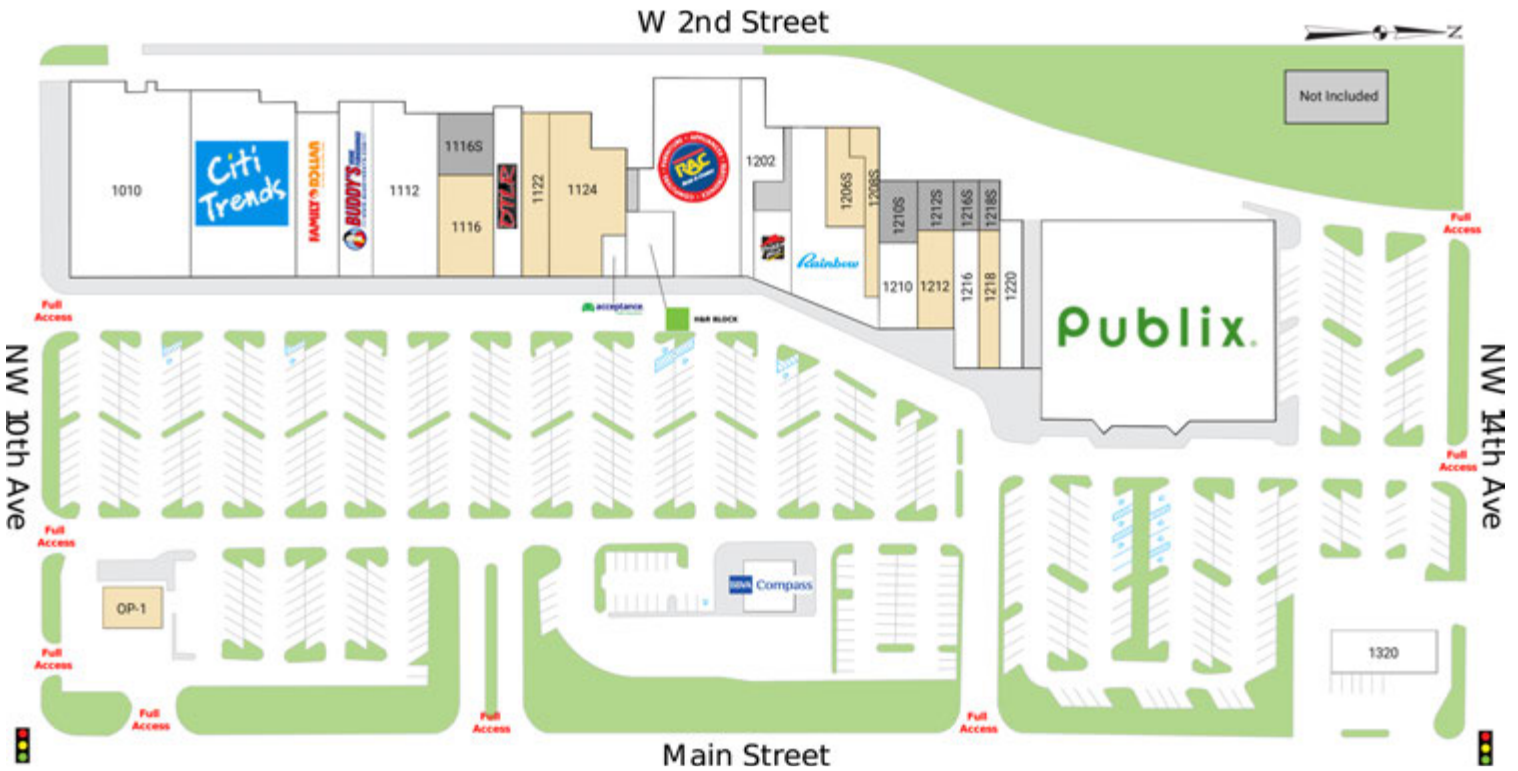 W 2nd Street
N
Not Included
1010
Citi
Trends
FAMILY
BUDDY'S
1112
1116S
1116
DTLR
1122
1124
RAC
1202
Rainbow
1206S
1208S
1210S
1212S
1216S
1218S
1210
1212
1216
1218
1220
Publix.
acceptance
H&R BLOCK
Full
Access
Full
Access
Full
Access
Full
Access
Full
Access
Full
Access
Full
Access
Full
Access
NW 10th Ave
NW 14th Ave
OP-1
BBVA Compass
1320
Main Street